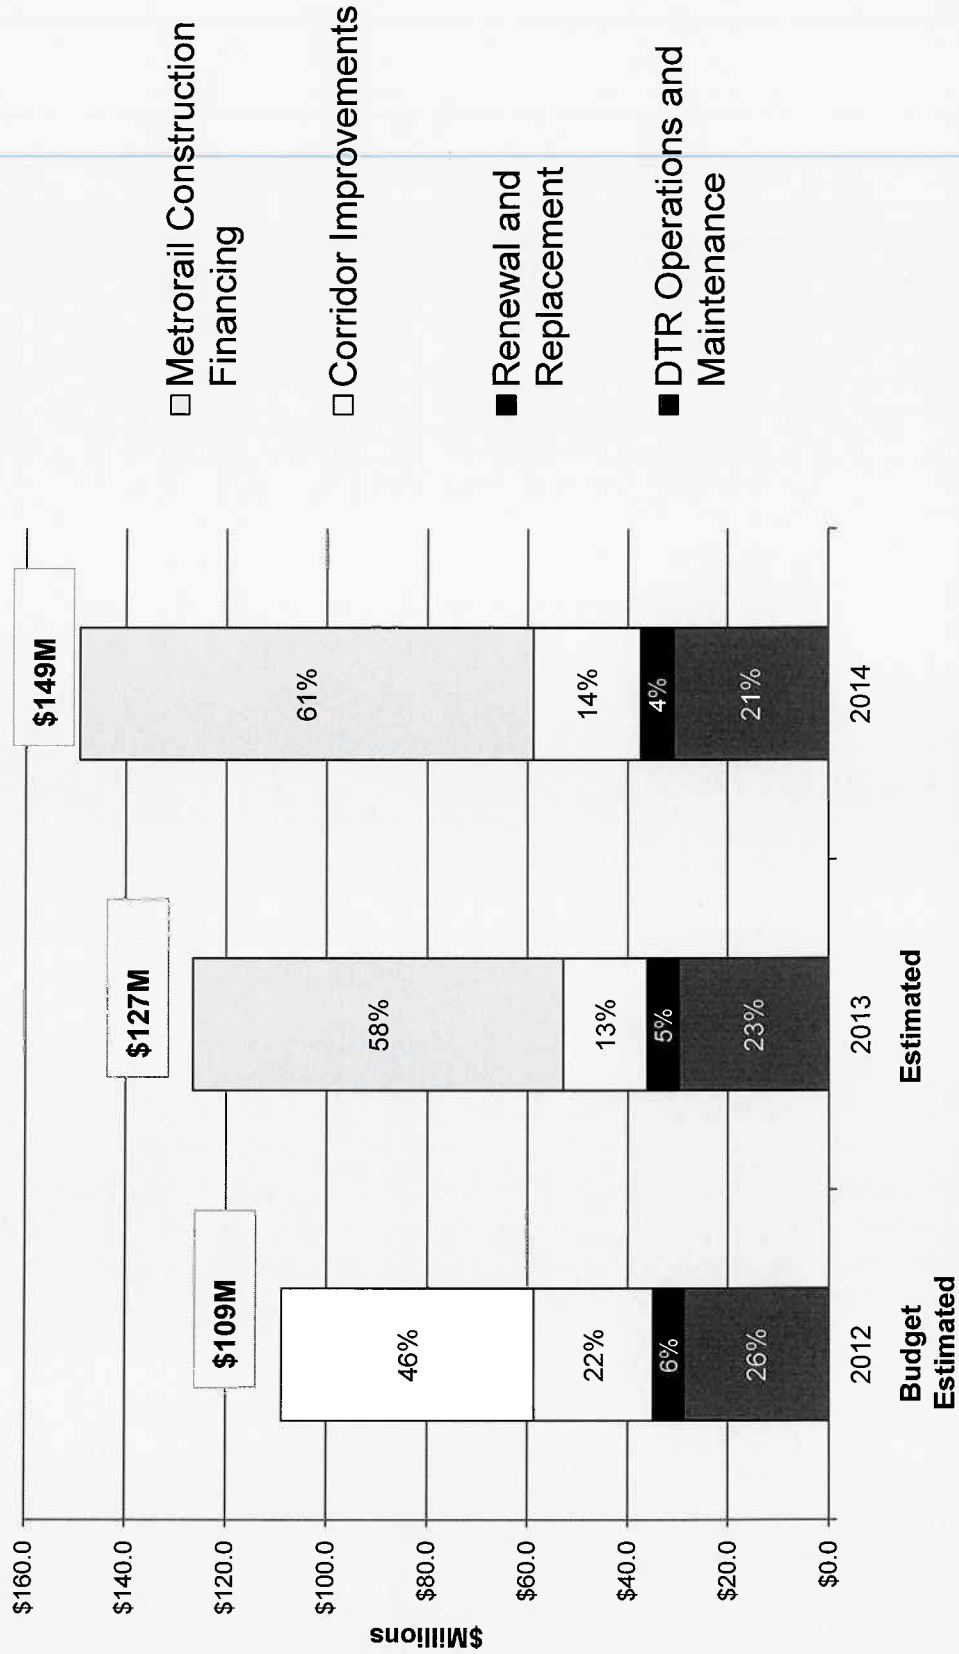 $Millions
$160.0
$140.0
$120.0
$100.0
$80.0
$60.0
$40.0
$20.0
$0.0
$109M
46%
22%
6%
26%
2012
Budget
Estimated
$127M
58%
13%
5%
23%
2013
Estimated
$149M
61%
14%
4%
21%
2014
Metrorail Construction
Financing
Corridor Improvements
Renewal and
Replacement
DTR Operations and
Maintenance